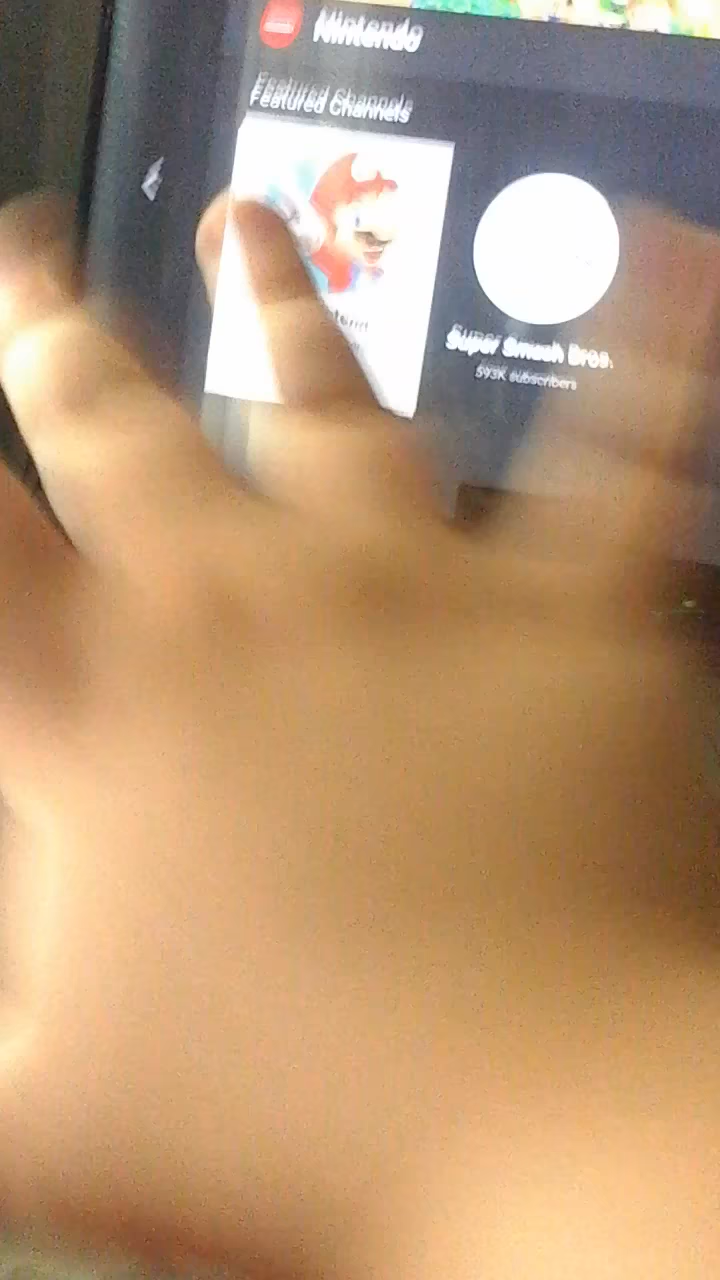 Nintendo
Featured Channels
Super Smash Bros.
593K subscribers